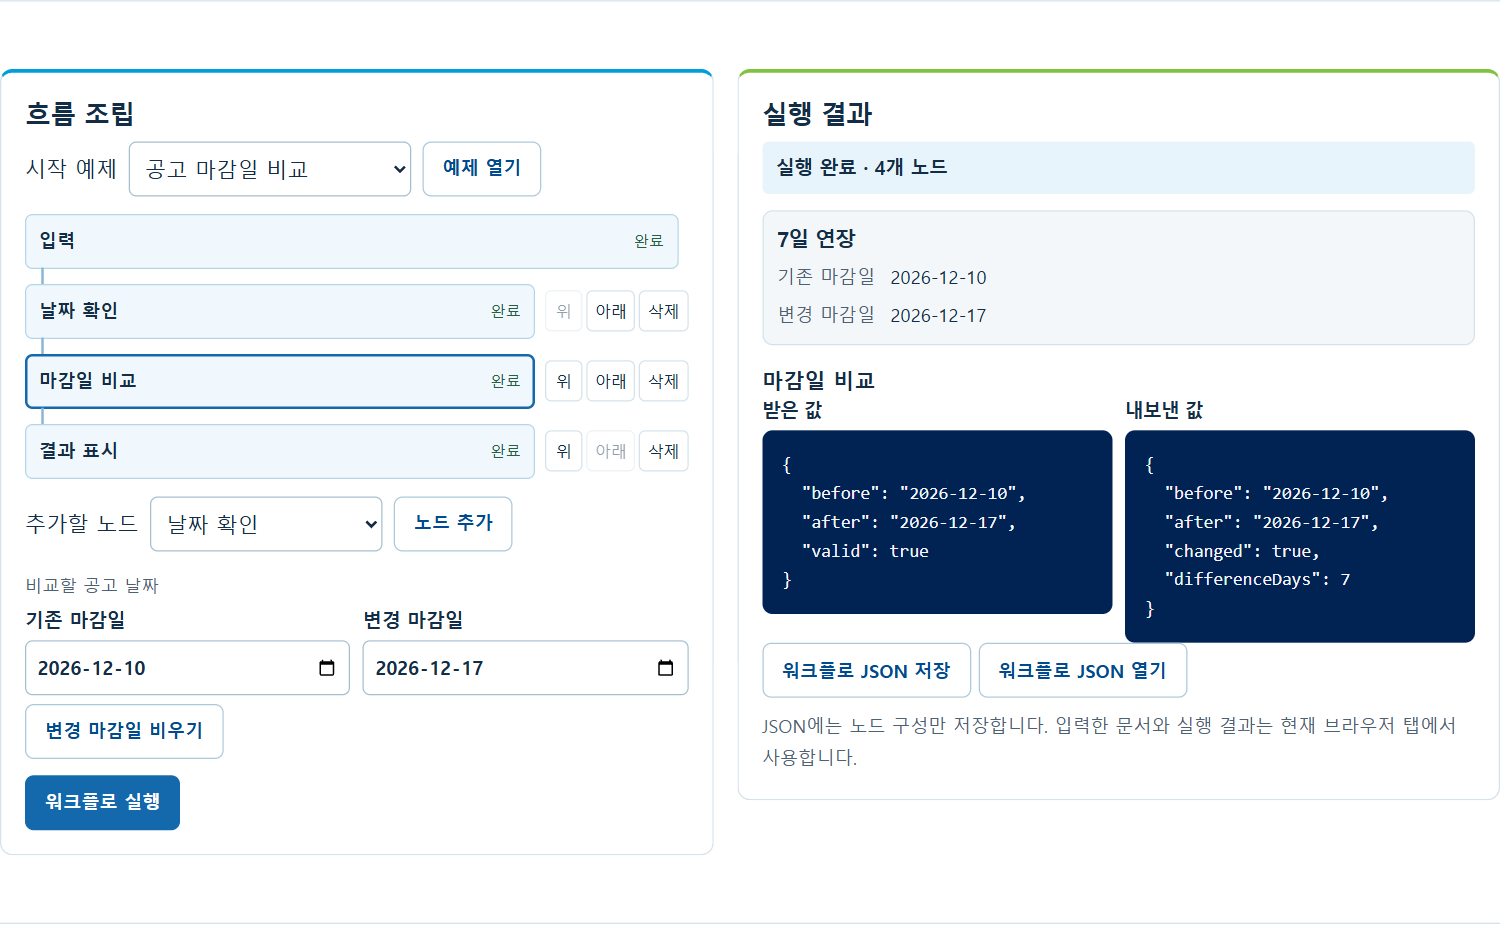 흐름 조립
시작 예제 공고 마감일 비교 예제 열기
입력 완료
날짜 확인 완료 위 아래 삭제
마감일 비교 완료 위 아래 삭제
결과 표시 완료 위 아래 삭제
추가할 노드 날짜 확인 노드 추가
비교할 공고 날짜
기존 마감일 변경 마감일
2026-12-10 2026-12-17
변경 마감일 비우기
워크플로 실행
실행 결과
실행 완료 · 4개 노드
7일 연장
기존 마감일 2026-12-10
변경 마감일 2026-12-17
마감일 비교
받은 값
{
"before": "2026-12-10",
"after": "2026-12-17",
"valid": true
}
내보낸 값
{
"before": "2026-12-10",
"after": "2026-12-17",
"changed": true,
"differenceDays": 7
}
워크플로 JSON 저장 워크플로 JSON 열기
JSON에는 노드 구성만 저장합니다. 입력한 문서와 실행 결과는 현재 브라우저 탭에서
사용합니다.